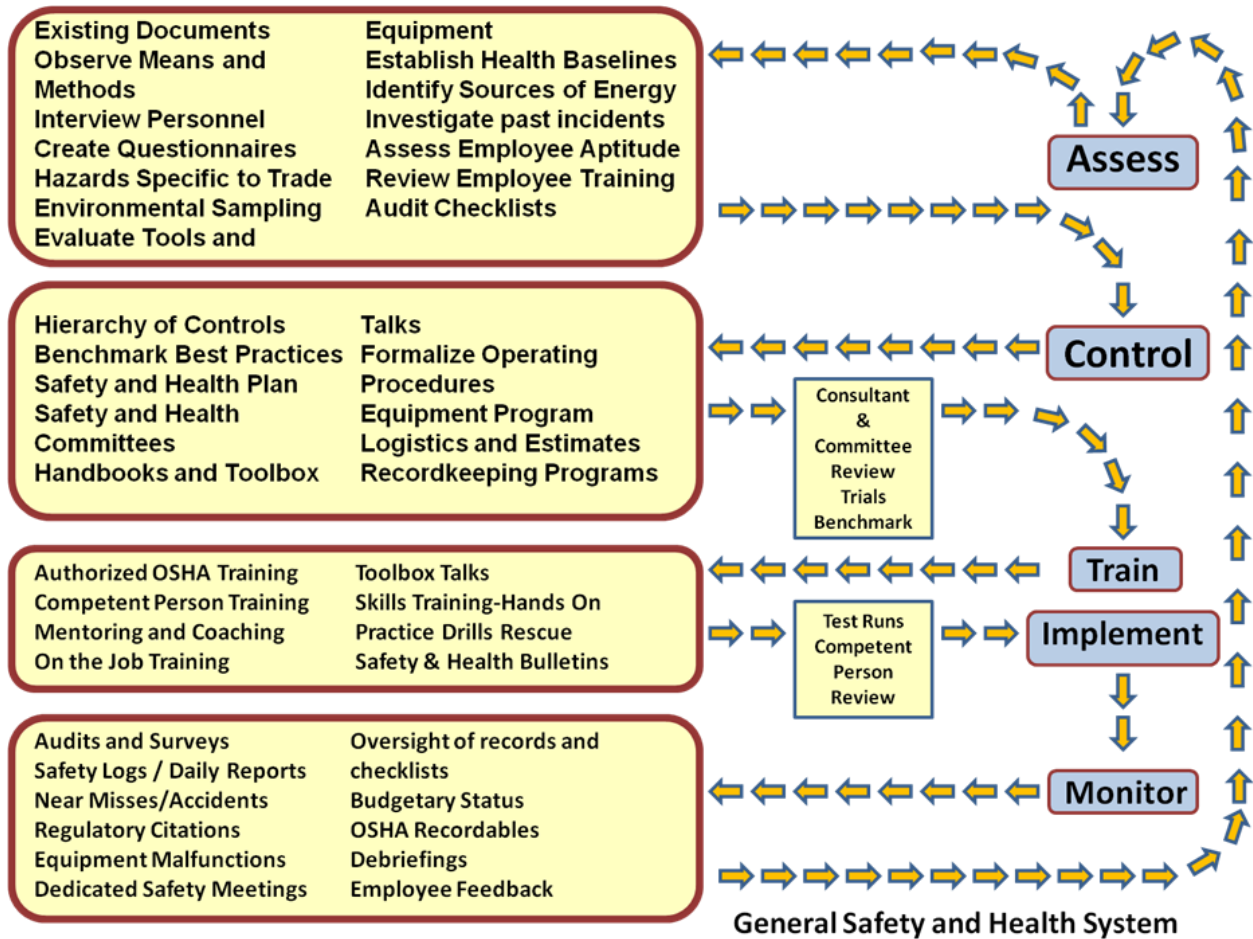 Existing Documents
Observe Means and
Methods
Interview Personnel
Create Questionnaires
Hazards Specific to Trade
Environmental Sampling
Evaluate Tools and
Equipment
Establish Health Baselines
Identify Sources of Energy
Investigate past incidents
Assess Employee Aptitude
Review Employee Training
Audit Checklists
Assess
Hierarchy of Controls
Benchmark Best Practices
Safety and Health Plan
Safety and Health
Committees
Handbooks and Toolbox
Talks
Formalize Operating
Procedures
Equipment Program
Logistics and Estimates
Recordkeeping Programs
Control
Consultant
&
Committee
Review
Trials
Benchmark
Authorized OSHA Training
Competent Person Training
Mentoring and Coaching
On the Job Training
Toolbox Talks
Skills Training-Hands On
Practice Drills Rescue
Safety & Health Bulletins
Train
Test Runs
Competent
Person
Review
Implement
Audits and Surveys
Safety Logs / Daily Reports
Near Misses/Accidents
Regulatory Citations
Equipment Malfunctions
Dedicated Safety Meetings
Oversight of records and
checklists
Budgetary Status
OSHA Recordables
Debriefings
Employee Feedback
Monitor
General Safety and Health System